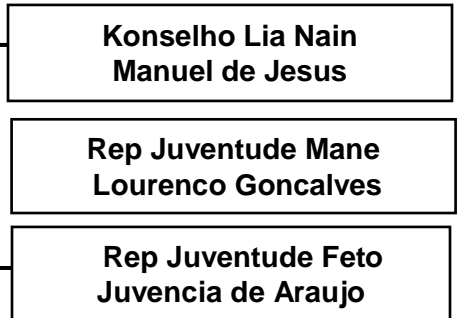 Konselho Lia Nain
Manuel de Jesus
Rep Juventude Mane
Lourenco Goncalves
Rep Juventude Feto
Juvencia de Araujo